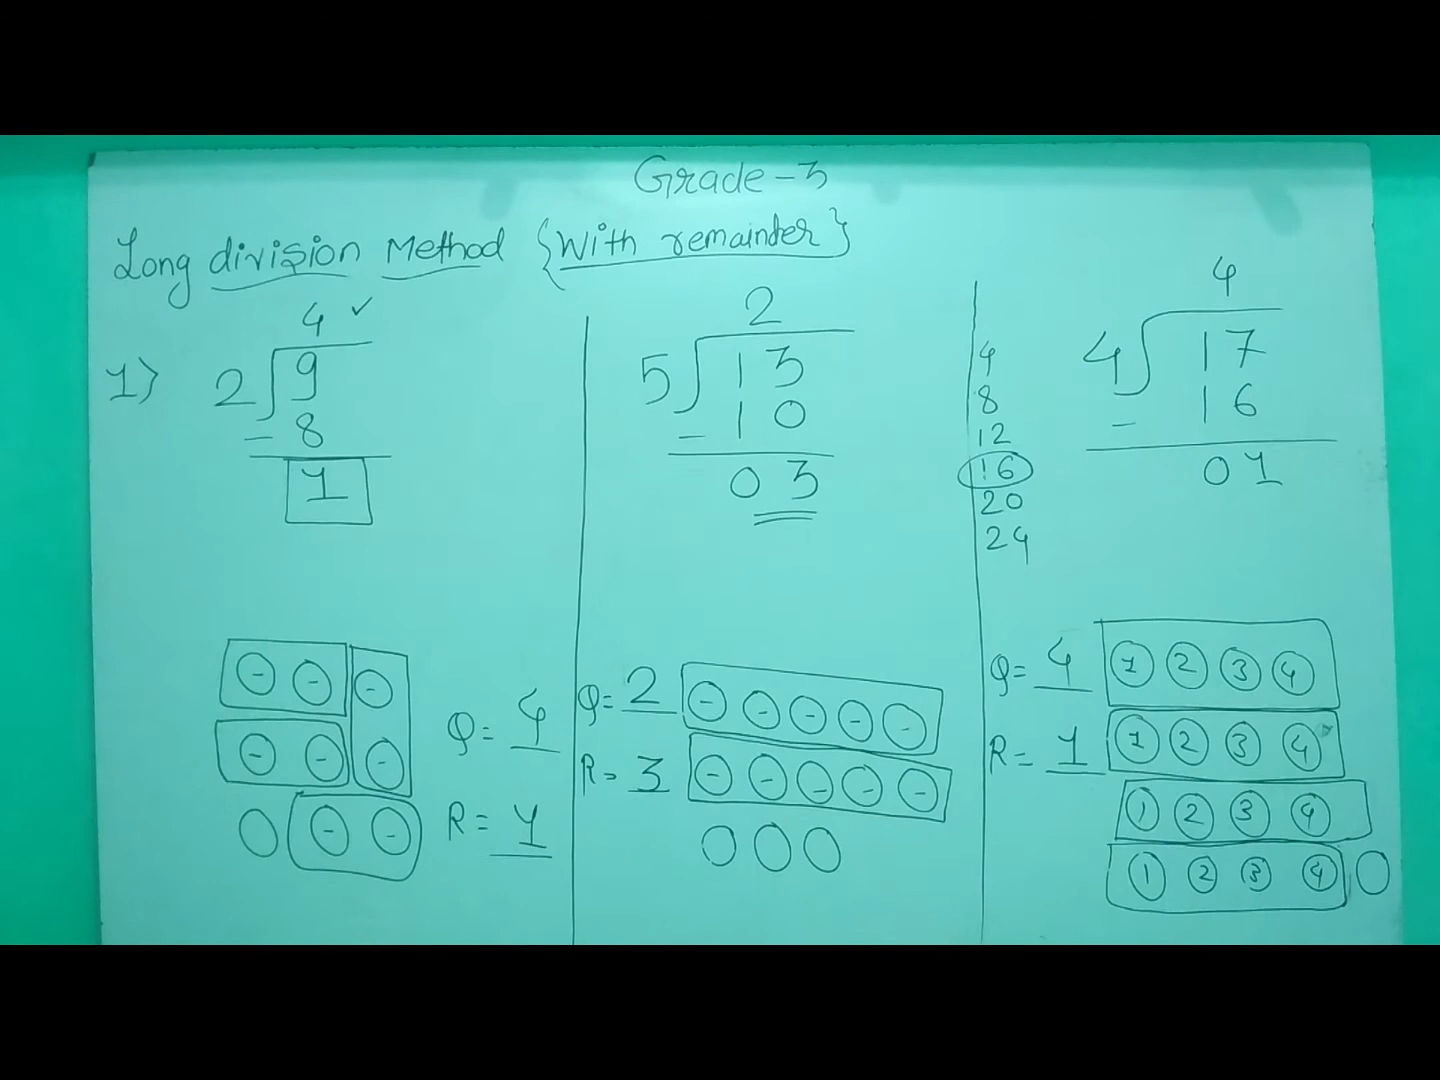 Grade-3
Long division Method {With remainder}
1)
4 ✓
2 9
- 8
1
Q = 4
R = 1
2
5 13
- 10
03
Q = 2
R = 3
4
8
12
16
20
24
4
4 17
- 16
01
Q = 4
R = 1
1 2 3 4
1 2 3 4
1 2 3 4
1 2 3 4